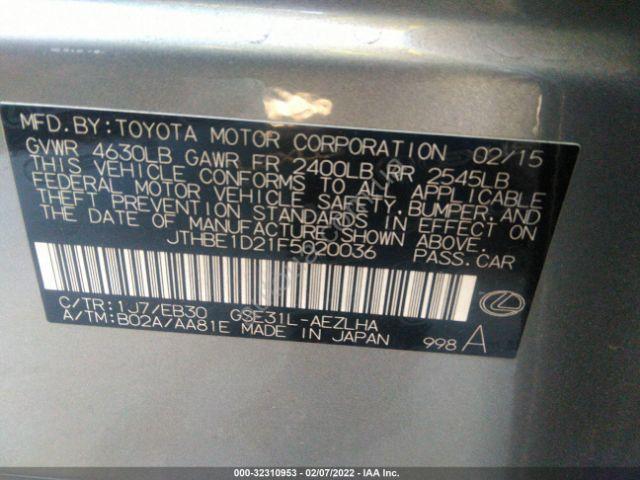 MFD.BY:TOYOTA MOTOR CORPORATION 02/15
GVWR 4630LB GAWR FR 2400LB RR 2545LB
THIS VEHICLE CONFORMS TO ALL APPLICABLE
FEDERAL MOTOR VEHICLE SAFETY, BUMPER, AND
THEFT PREVENTION STANDARDS IN EFFECT ON
THE DATE OF MANUFACTURE SHOWN ABOVE.
JTHBE1D21F5020036 PASS.CAR
C/TR:1J7/EB30 GSE31L-AEZLHA
A/TM:B02A/AA81E MADE IN JAPAN 998 A
000-32310953 - 02/07/2022 - IAA Inc.